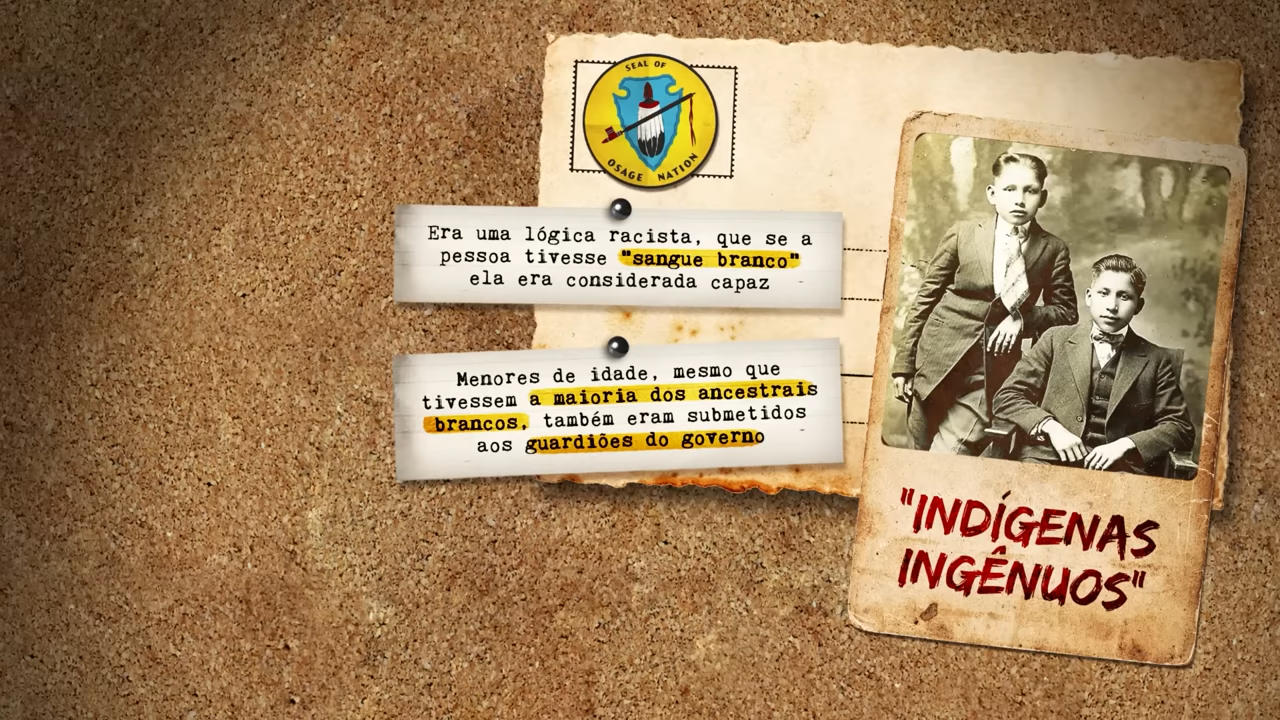 SEAL OF
OSAGE NATION
Era uma lógica racista, que se a
pessoa tivesse "sangue branco"
ela era considerada capaz
Menores de idade, mesmo que
tivessem a maioria dos ancestrais
brancos, também eram submetidos
aos guardiões do governo
"INDÍGENAS
INGÊNUOS"